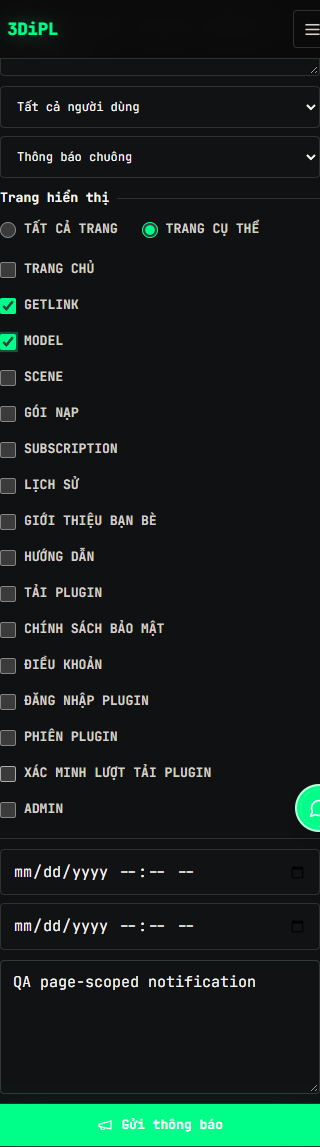 3DiPL
Tất cả người dùng
Thông báo chuông
Trang hiển thị
TẤT CẢ TRANG
TRANG CỤ THỂ
TRANG CHỦ
GETLINK
MODEL
SCENE
GÓI NẠP
SUBSCRIPTION
LỊCH SỬ
GIỚI THIỆU BẠN BÈ
HƯỚNG DẪN
TẢI PLUGIN
CHÍNH SÁCH BẢO MẬT
ĐIỀU KHOẢN
ĐĂNG NHẬP PLUGIN
PHIÊN PLUGIN
XÁC MINH LƯỢT TẢI PLUGIN
ADMIN
mm/dd/yyyy --:-- --
mm/dd/yyyy --:-- --
QA page-scoped notification
Gửi thông báo